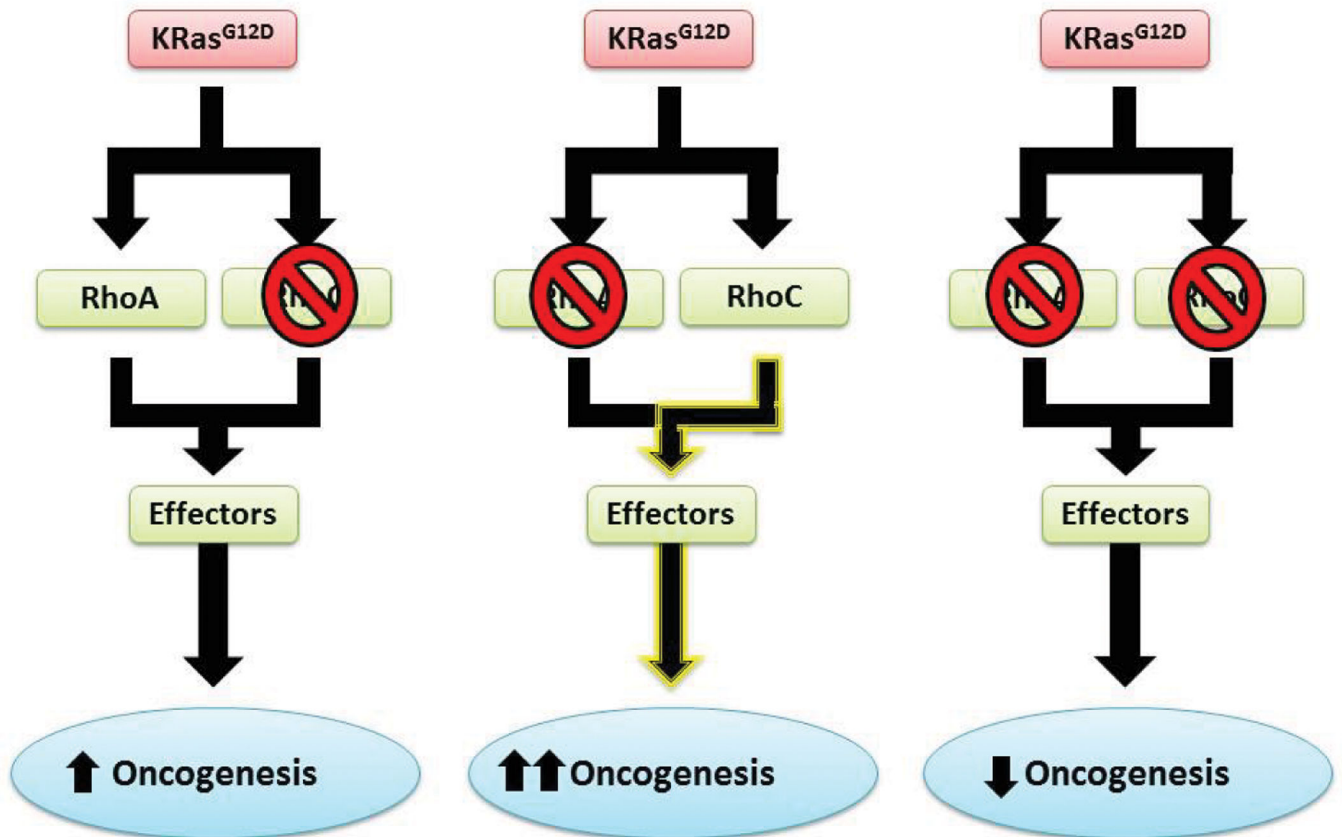 KRasG12D
KRasG12D
KRasG12D
RhoA
RhoC
Effectors
Effectors
Effectors
Oncogenesis
Oncogenesis
Oncogenesis